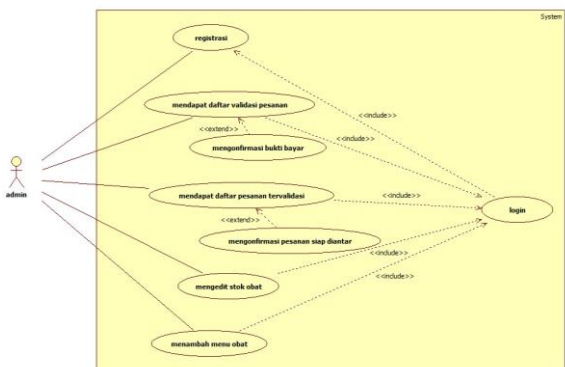 System
registrasi
<<include>>
mendapat daftar validasi pesanan
<<extend>>
<<include>>
mengonfirmasi bukti bayar
admin
mendapat daftar pesanan tervalidasi
<<include>>
login
<<extend>>
mengonfirmasi pesanan siap diantar
<<include>>
mengedit stok obat
<<include>>
menambah menu obat